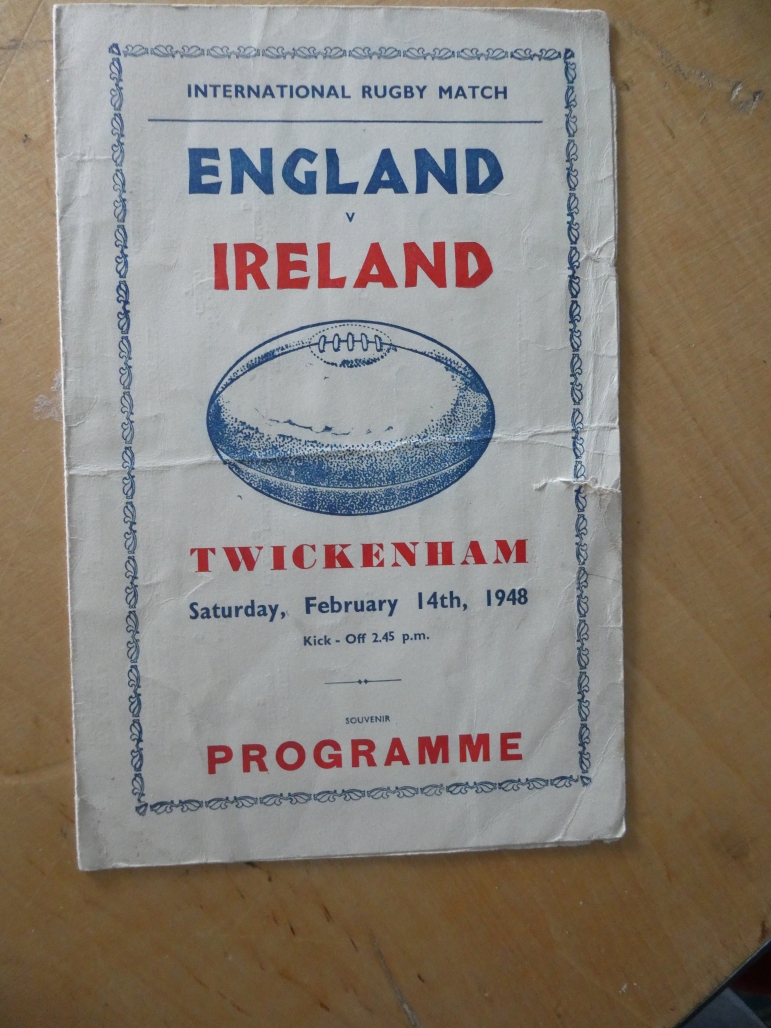 INTERNATIONAL RUGBY MATCH
ENGLAND
V
IRELAND
TWICKENHAM
Saturday, February 14th, 1948
Kick - Off 2.45 p.m.
SOUVENIR
PROGRAMME